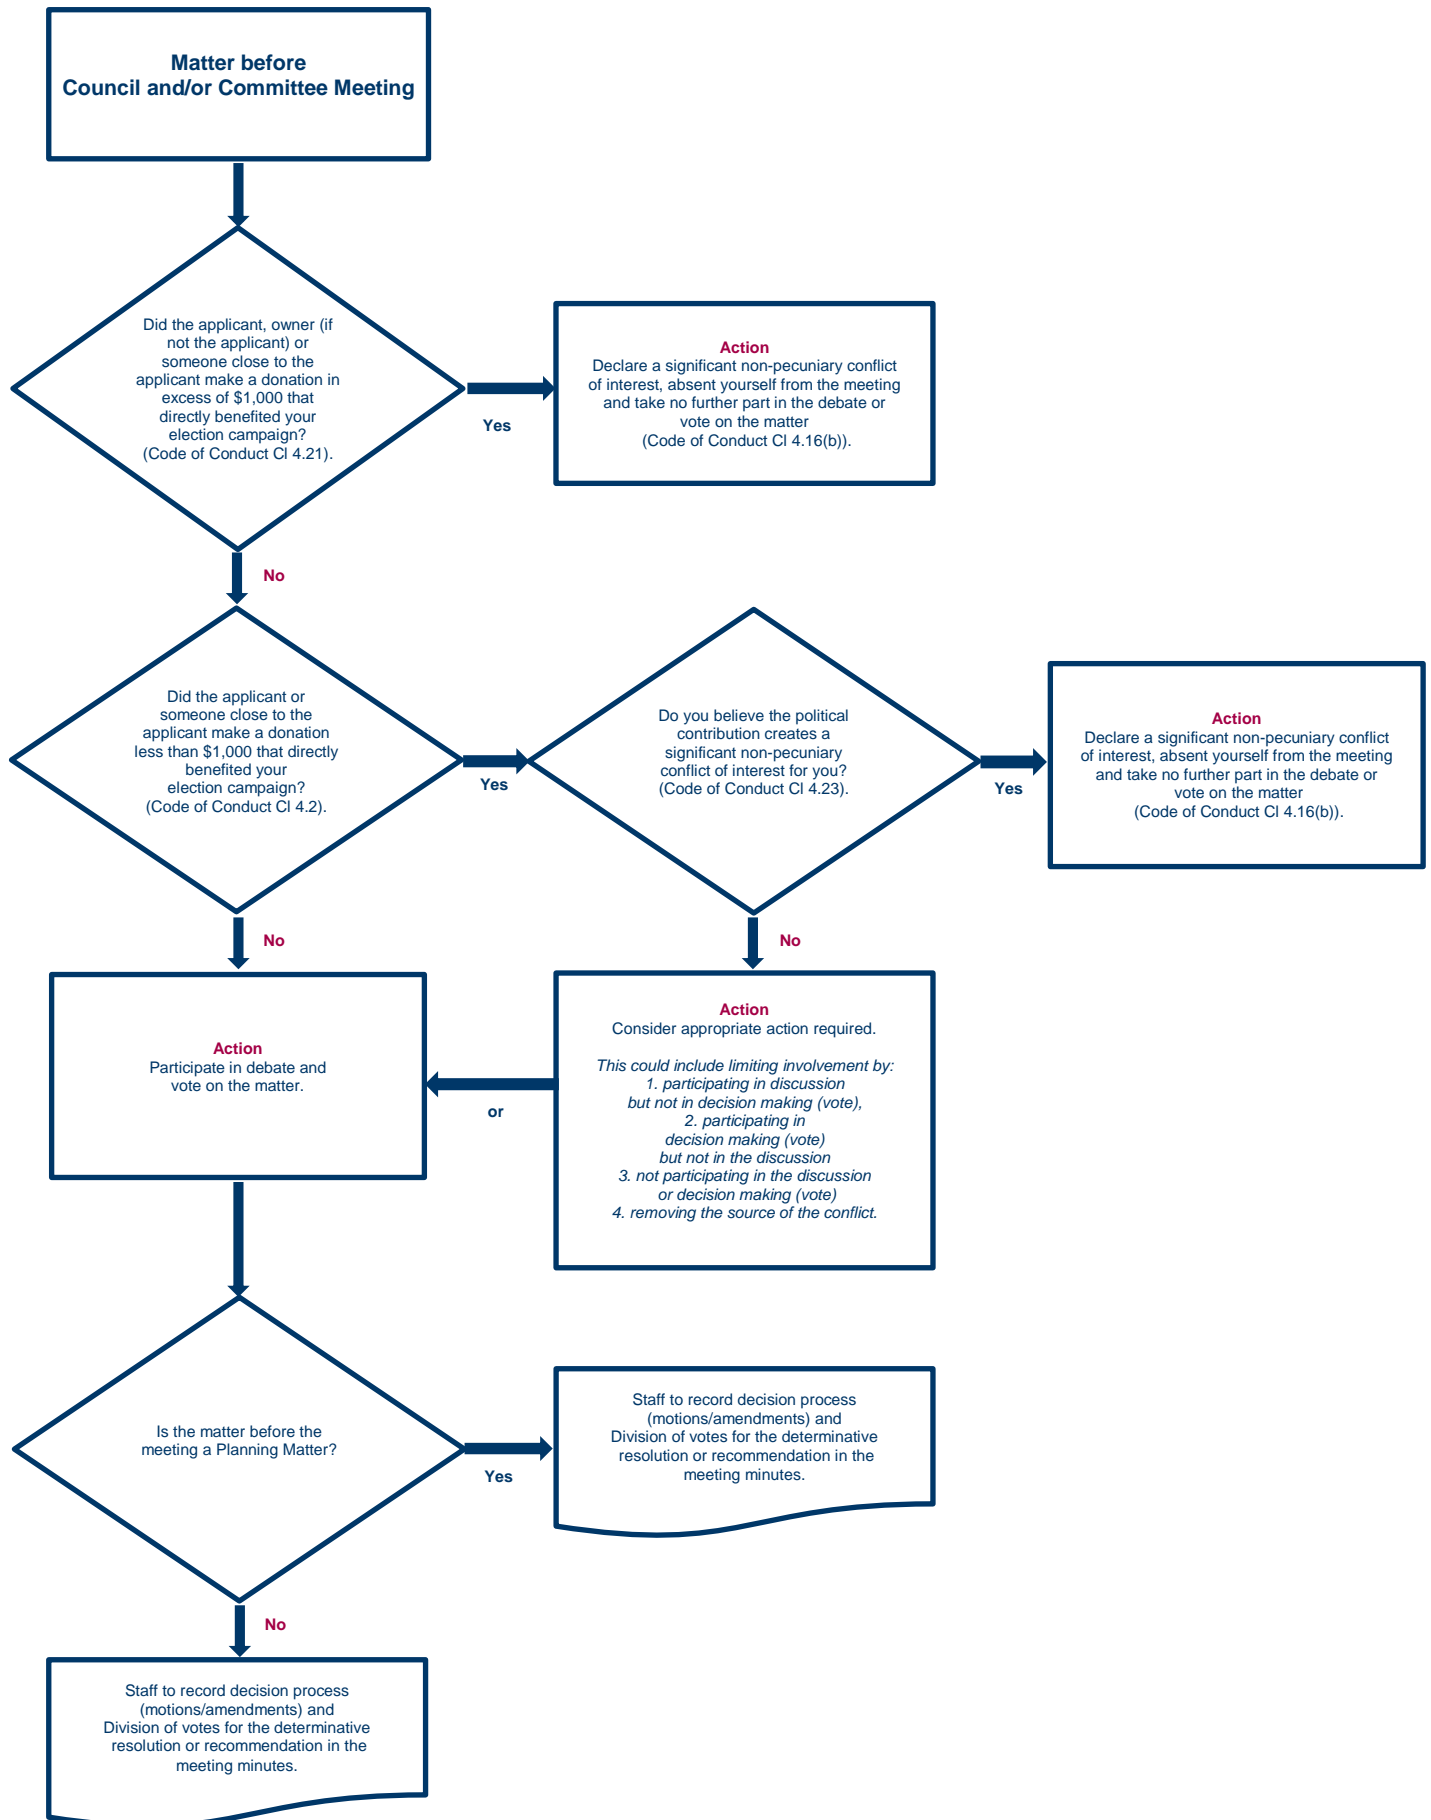 Matter before
Council and/or Committee Meeting
Did the applicant, owner (if
not the applicant) or
someone close to the
applicant make a donation in
excess of $1,000 that
directly benefited your
election campaign?
(Code of Conduct Cl 4.21).
Yes
Action
Declare a significant non-pecuniary conflict
of interest, absent yourself from the meeting
and take no further part in the debate or
vote on the matter
(Code of Conduct Cl 4.16(b)).
No
Did the applicant or
someone close to the
applicant make a donation
less than $1,000 that directly
benefited your
election campaign?
(Code of Conduct Cl 4.2).
Yes
Do you believe the political
contribution creates a
significant non-pecuniary
conflict of interest for you?
(Code of Conduct Cl 4.23).
Yes
Action
Declare a significant non-pecuniary conflict
of interest, absent yourself from the meeting
and take no further part in the debate or
vote on the matter
(Code of Conduct Cl 4.16(b)).
No
No
Action
Participate in debate and
vote on the matter.
or
Action
Consider appropriate action required.
This could include limiting involvement by:
1. participating in discussion
but not in decision making (vote),
2. participating in
decision making (vote)
but not in the discussion
3. not participating in the discussion
or decision making (vote)
4. removing the source of the conflict.
Is the matter before the
meeting a Planning Matter?
Yes
Staff to record decision process
(motions/amendments) and
Division of votes for the determinative
resolution or recommendation in the
meeting minutes.
No
Staff to record decision process
(motions/amendments) and
Division of votes for the determinative
resolution or recommendation in the
meeting minutes.